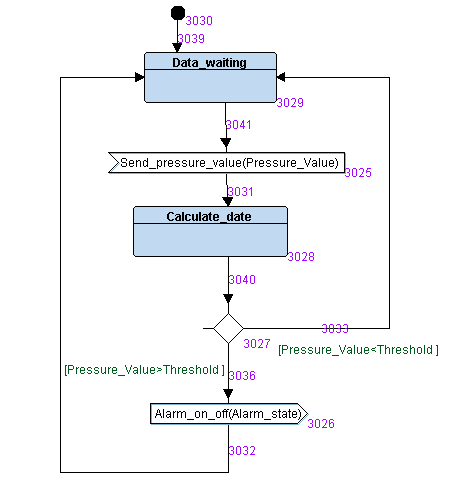 3030
3039
Data_waiting
3029
3041
Send_pressure_value(Pressure_Value)
3025
3031
Calculate_date
3028
3040
3033
3027
[Pressure_Value<Threshold ]
[Pressure_Value>Threshold ]
3036
Alarm_on_off(Alarm_state)
3026
3032